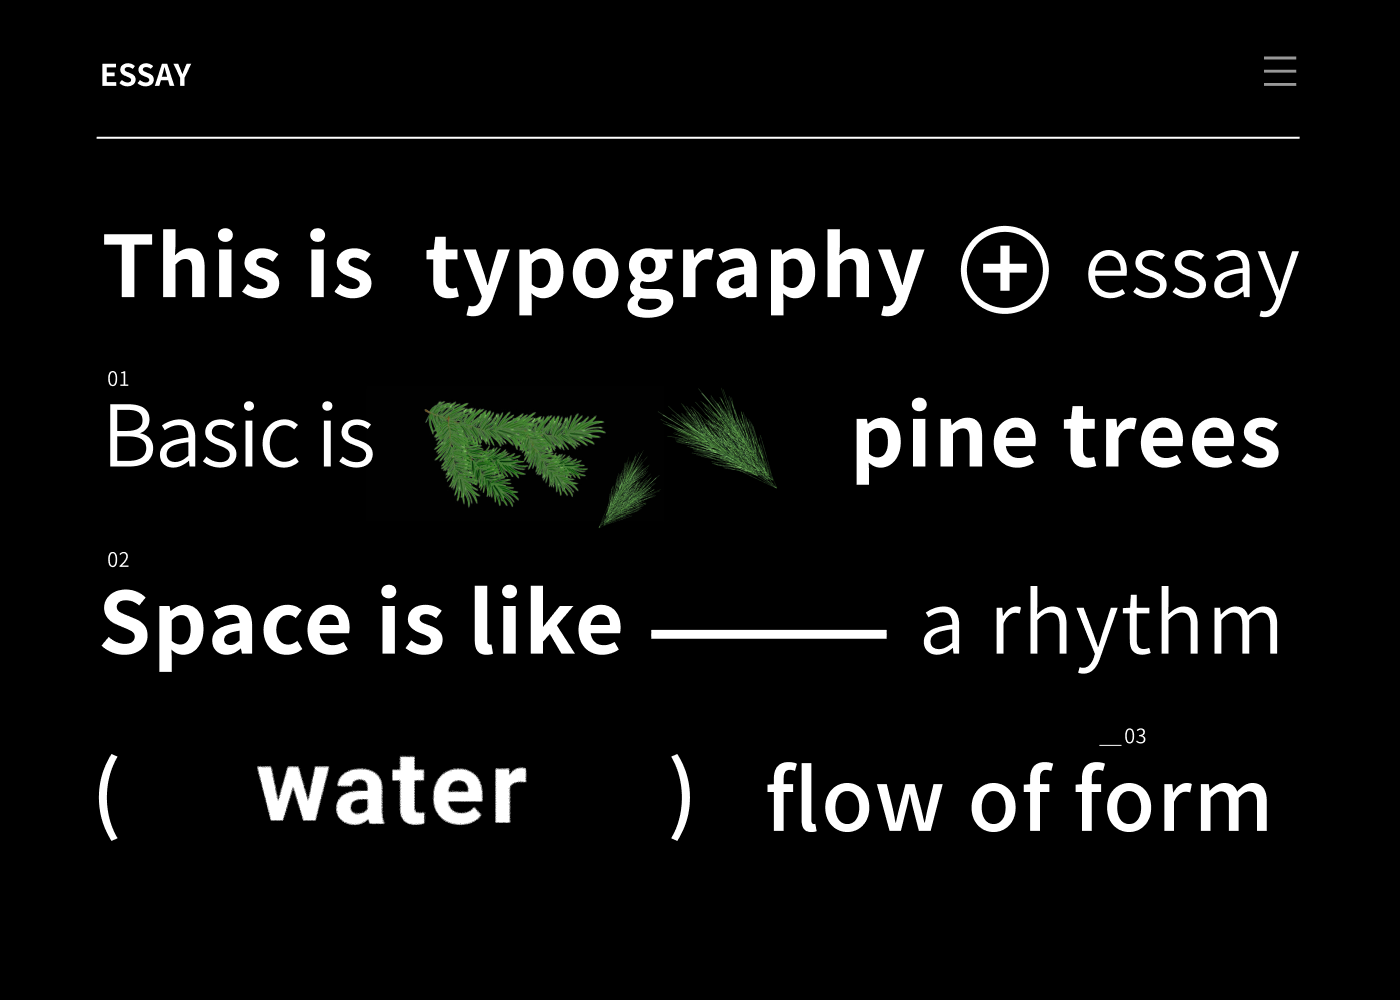 ESSAY
This is typography ⊕ essay
01
Basic is pine trees
02
Space is like —— a rhythm
__03
( water ) flow of form